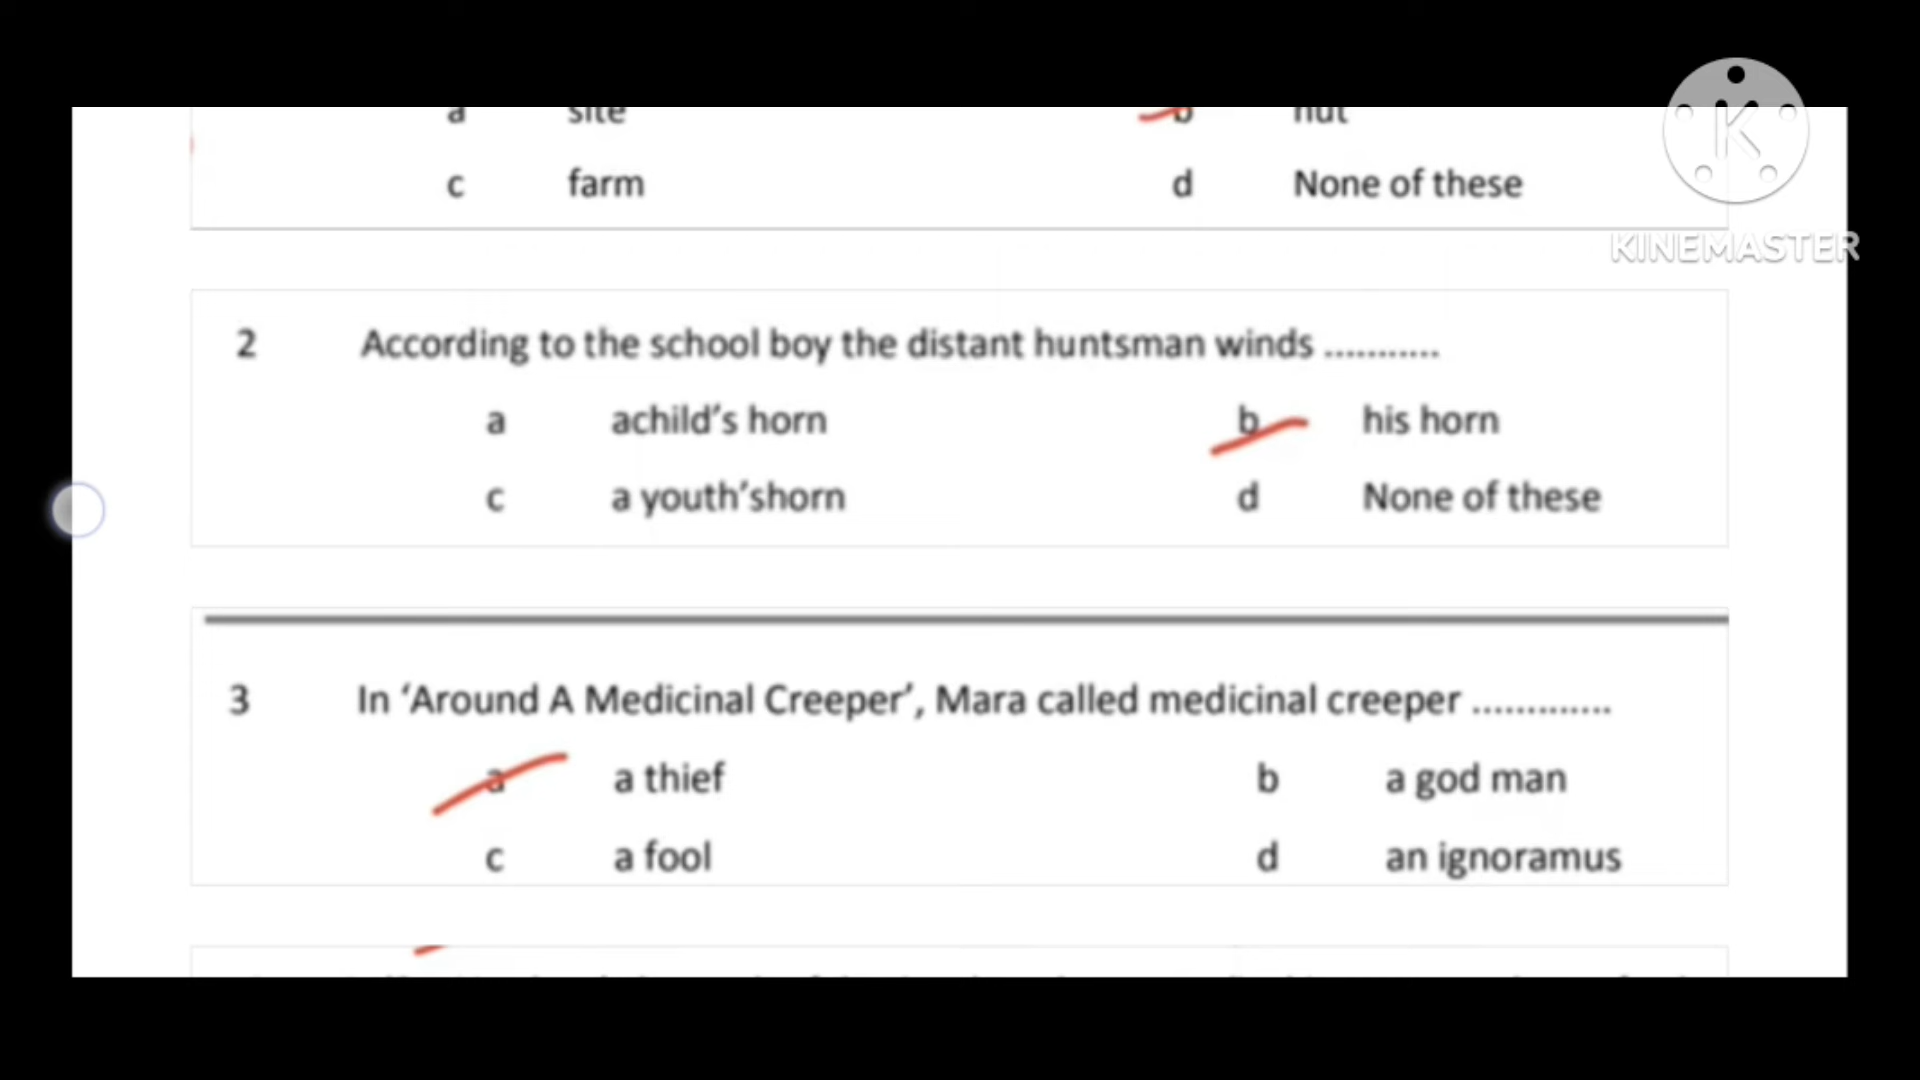 a site b hut
c farm d None of these
K
KINEMASTER
2 According to the school boy the distant huntsman winds ...........
a achild's horn b his horn
c a youth'shorn d None of these
3 In ‘Around A Medicinal Creeper’, Mara called medicinal creeper .............
a a thief b a god man
c a fool d an ignoramus